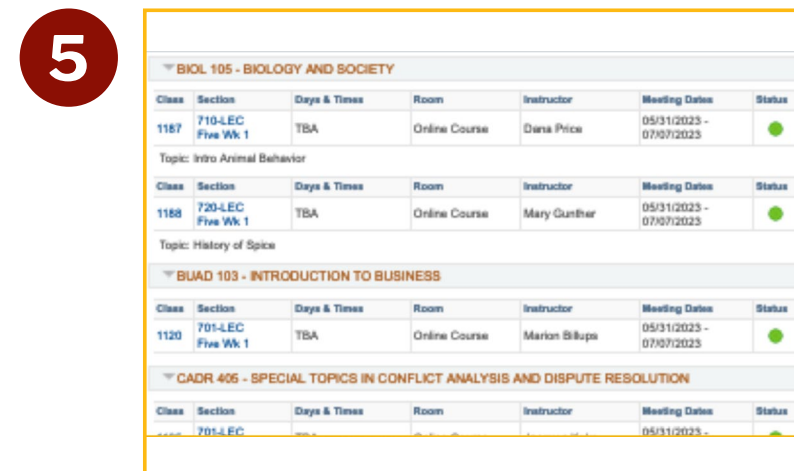 5
BIOL 105 - BIOLOGY AND SOCIETY
Class Section Days & Times Room Instructor Meeting Dates Status
1187 710-LEC Five Wk 1 TBA Online Course Dana Price 05/31/2023 - 07/07/2023
Topic: Intro Animal Behavior
Class Section Days & Times Room Instructor Meeting Dates Status
1188 720-LEC Five Wk 1 TBA Online Course Mary Gunther 05/31/2023 - 07/07/2023
Topic: History of Spice
BUAD 103 - INTRODUCTION TO BUSINESS
Class Section Days & Times Room Instructor Meeting Dates Status
1120 701-LEC Five Wk 1 TBA Online Course Marion Billups 05/31/2023 - 07/07/2023
CADR 405 - SPECIAL TOPICS IN CONFLICT ANALYSIS AND DISPUTE RESOLUTION
Class Section Days & Times Room Instructor Meeting Dates Status
701-LEC 05/31/2023 -